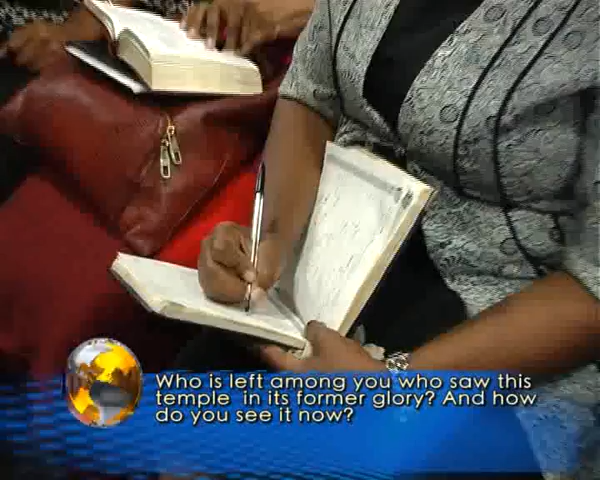 Who is left among you who saw this
temple in its former glory? And how
do you see it now?